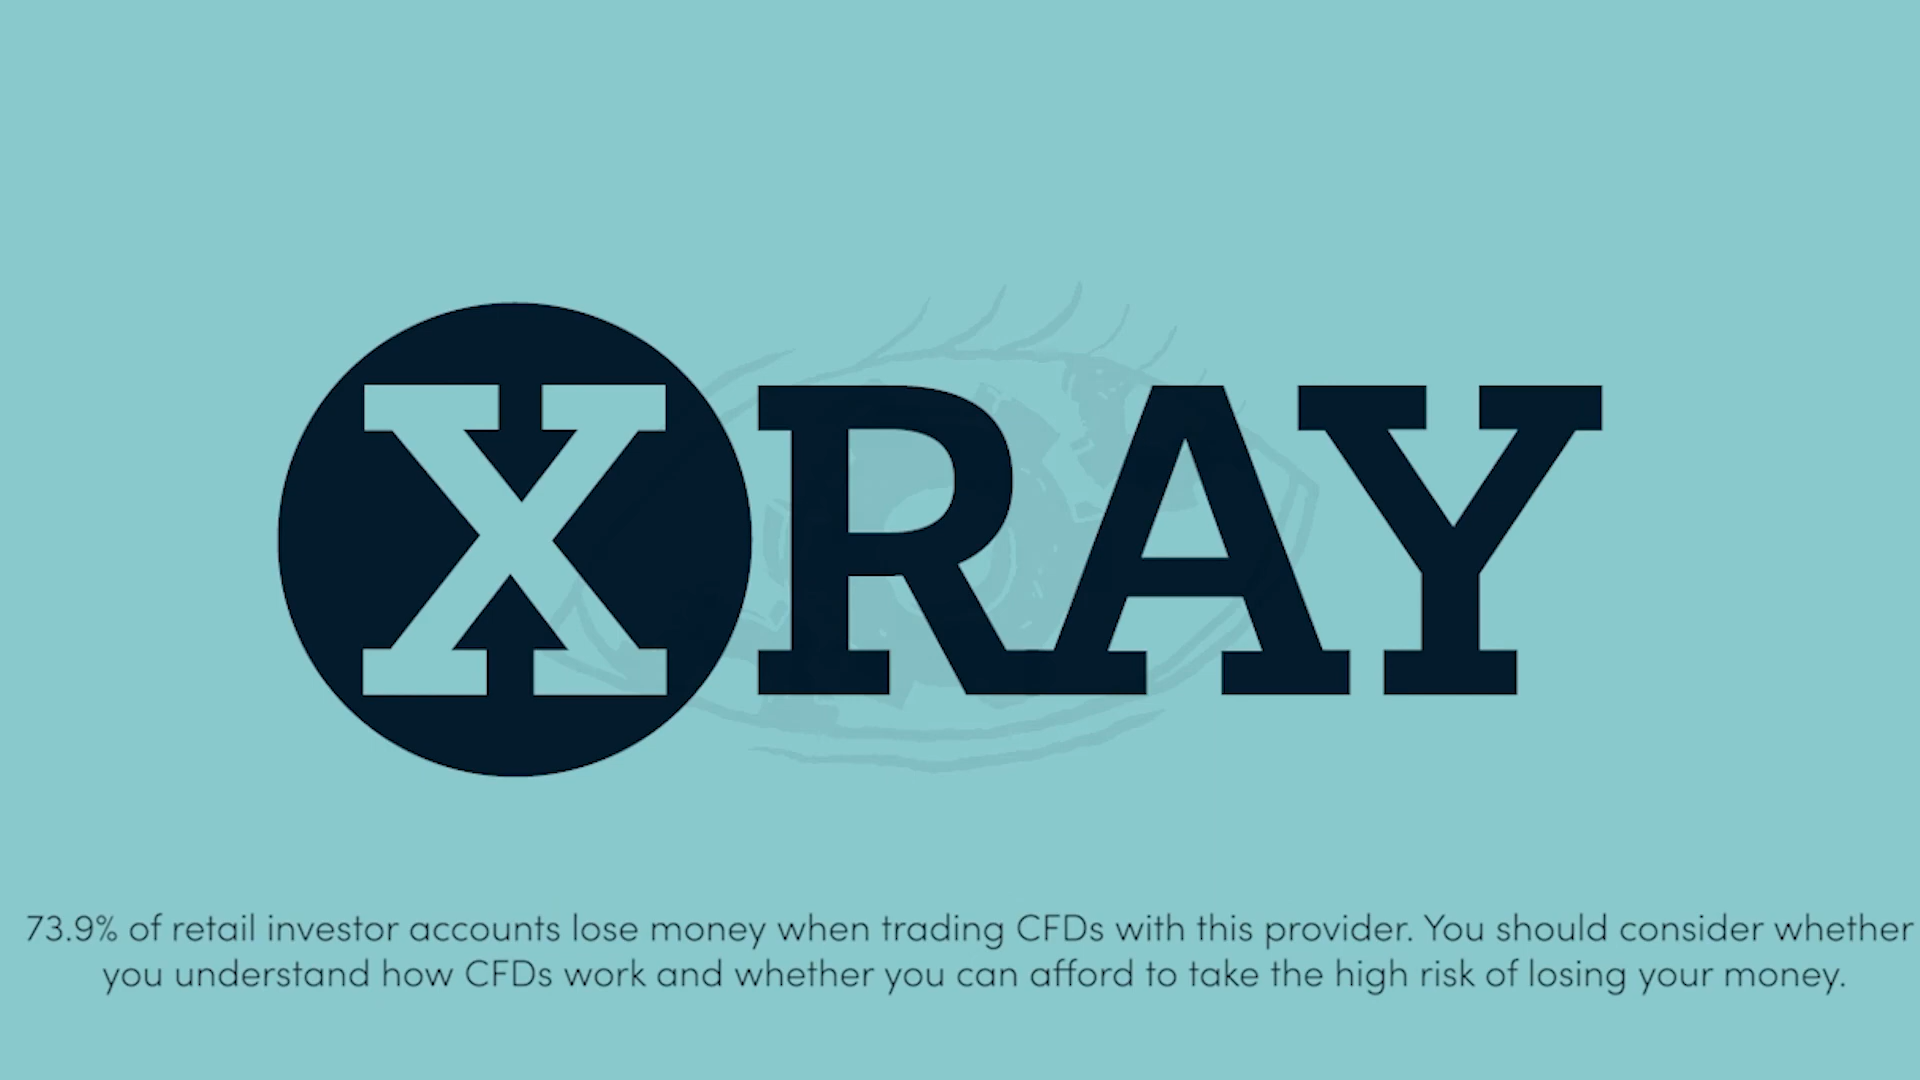 XRAY
73.9% of retail investor accounts lose money when trading CFDs with this provider. You should consider whether
you understand how CFDs work and whether you can afford to take the high risk of losing your money.